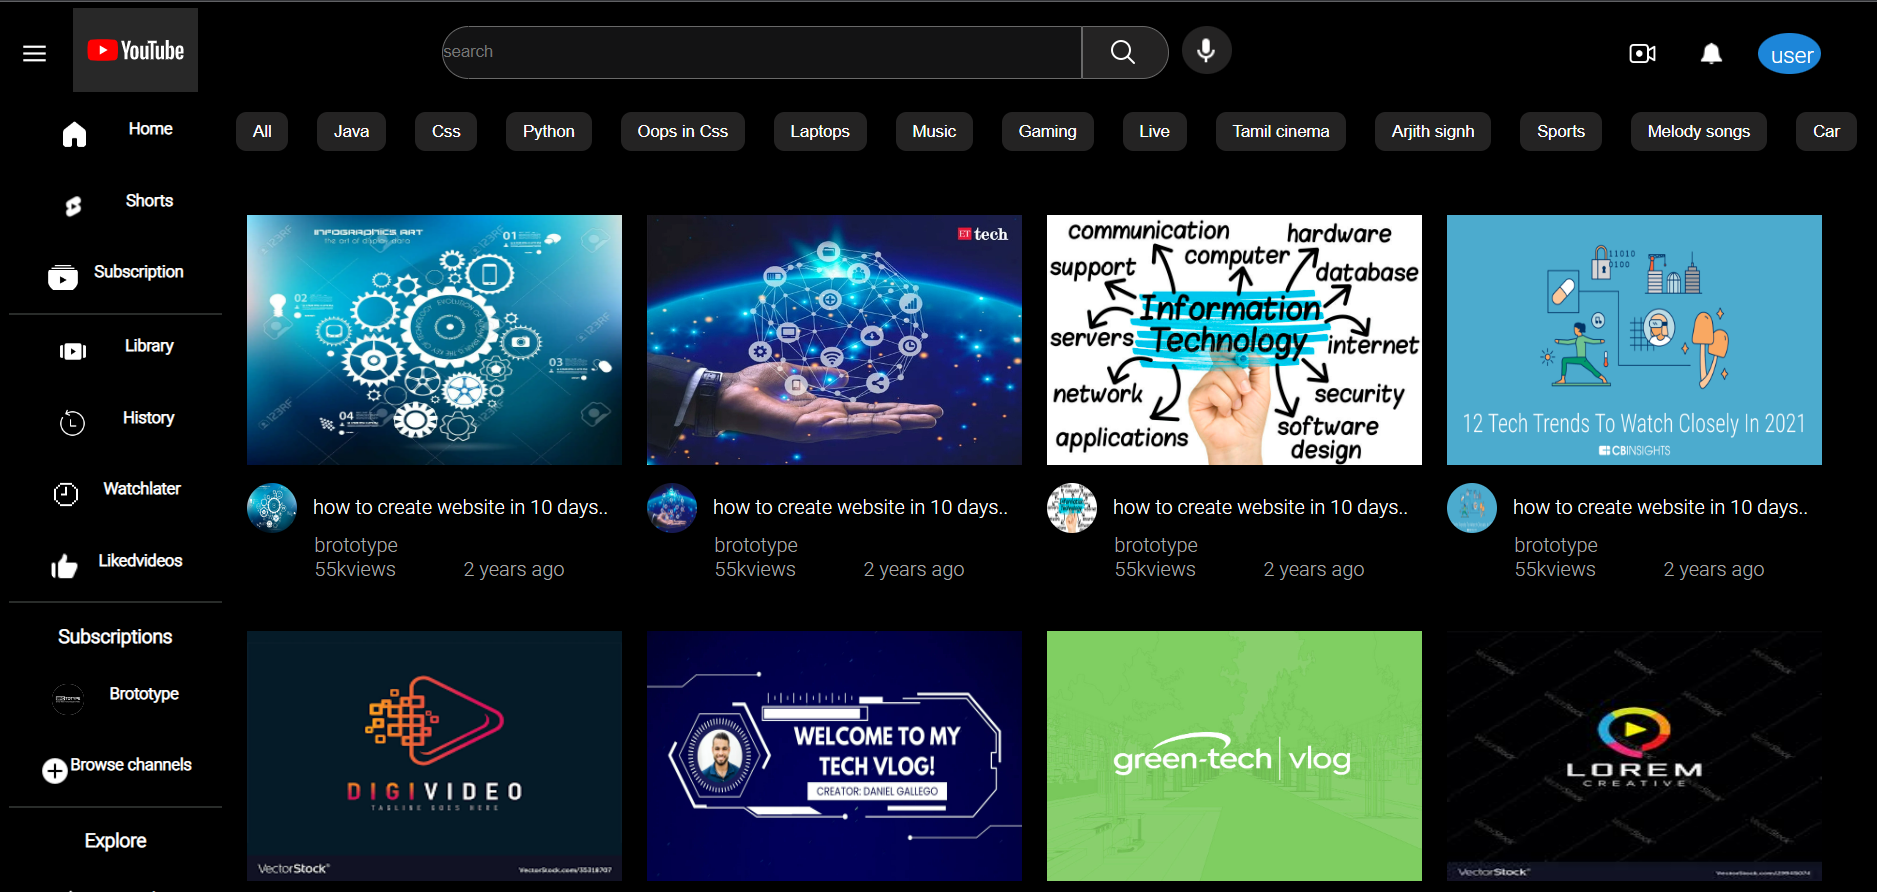 YouTube
search
user
Home
Shorts
Subscription
Library
History
Watchlater
Likedvideos
Subscriptions
Brototype
Browse channels
Explore
All
Java
Css
Python
Oops in Css
Laptops
Music
Gaming
Live
Tamil cinema
Arjith signh
Sports
Melody songs
Car
INFOGRAPHICS ART
the art of display data
01
02
03
04
ET tech
communication
hardware
computer
support
database
Information
Technology
servers
internet
network
security
applications
software
design
11010
0100
12 Tech Trends To Watch Closely In 2021
CBINSIGHTS
how to create website in 10 days..
brototype
55kviews 2 years ago
how to create website in 10 days..
brototype
55kviews 2 years ago
how to create website in 10 days..
brototype
55kviews 2 years ago
how to create website in 10 days..
brototype
55kviews 2 years ago
DIGIVIDEO
TAGLINE GOES HERE
VectorStock®
VectorStock.com/35318707
WELCOME TO MY
TECH VLOG!
CREATOR: DANIEL GALLEGO
green-tech vlog
LOREM
CREATIVE
VectorStock®